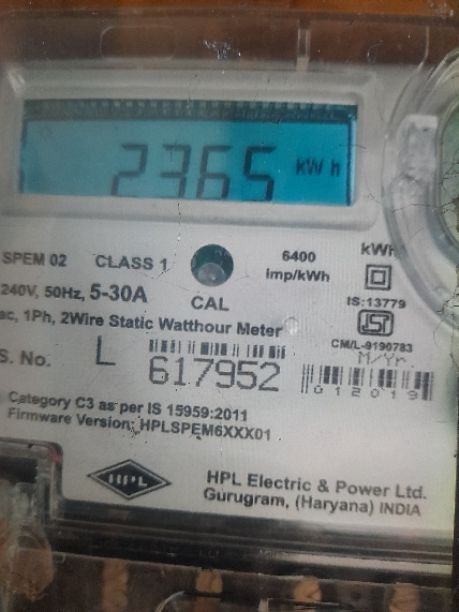 2365 kWh
SPEM 02 CLASS 1 6400 imp/kWh kWh
240V, 50Hz, 5-30A CAL IS:13779
ac, 1Ph, 2Wire Static Watthour Meter
CM/L-9190783
M/Yr.
S. No. L 617952 012019
Category C3 as per IS 15959:2011
Firmware Version: HPLSPEM6XXX01
HPL HPL Electric & Power Ltd.
Gurugram, (Haryana) INDIA